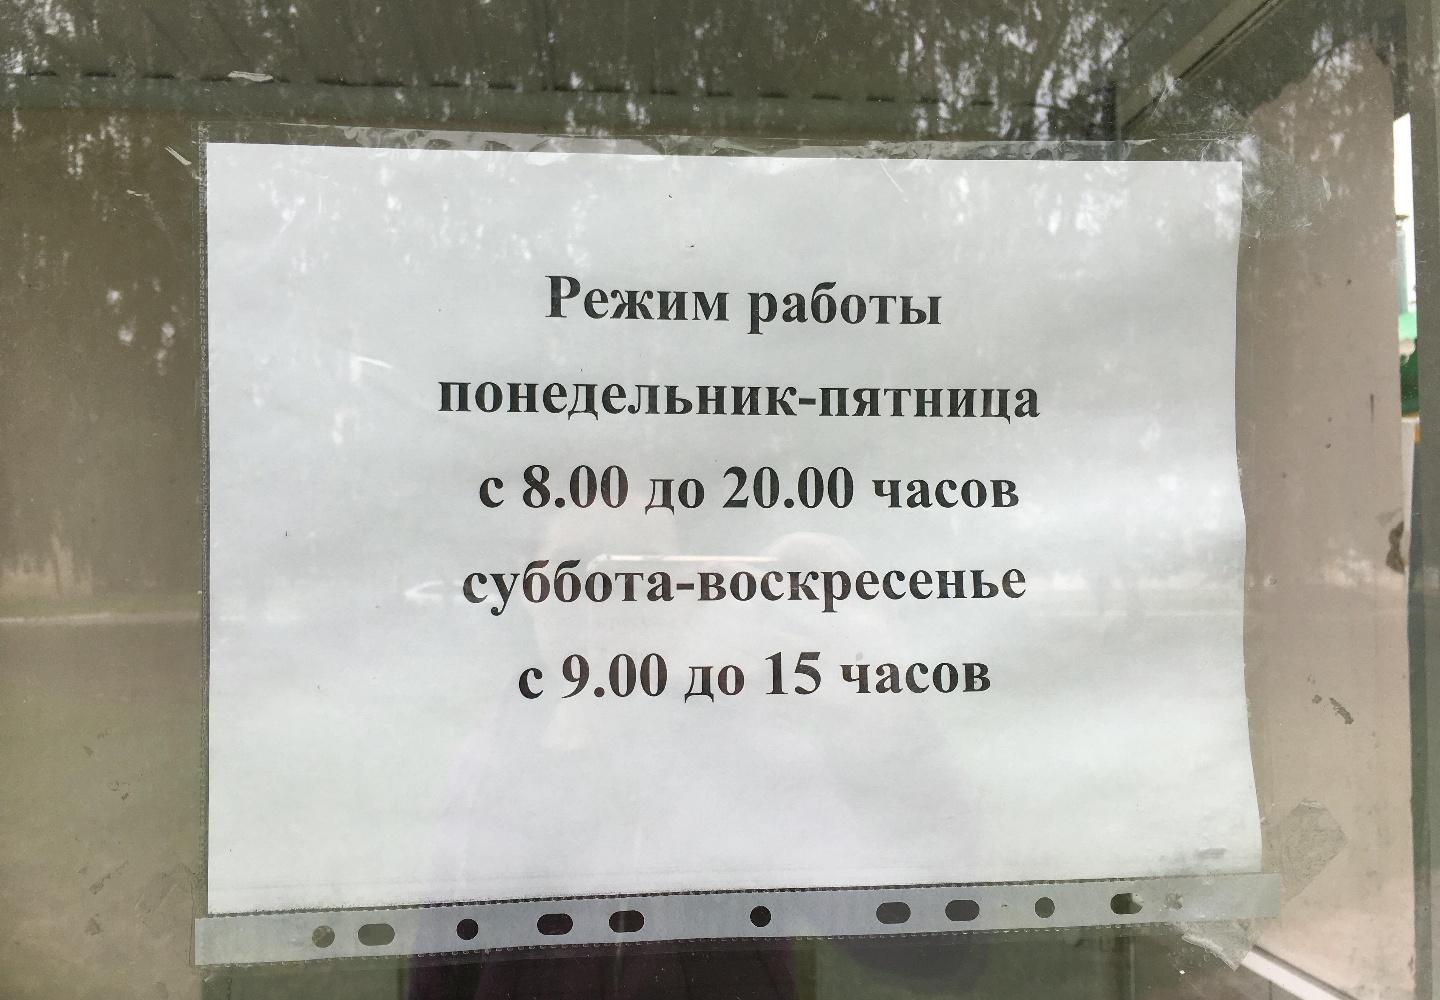 Режим работы
понедельник-пятница
с 8.00 до 20.00 часов
суббота-воскресенье
с 9.00 до 15 часов